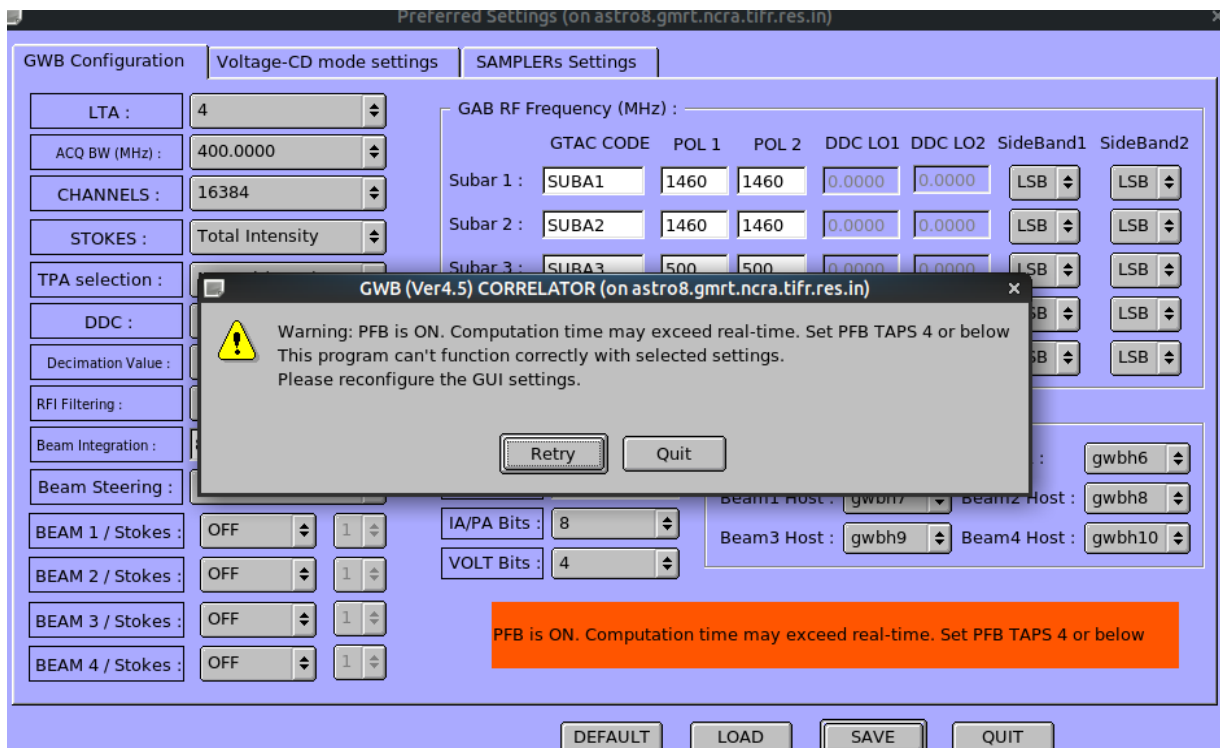 Preferred Settings (on astro8.gmrt.ncra.tifr.res.in)
GWB Configuration Voltage-CD mode settings SAMPLERs Settings
LTA : 4 GAB RF Frequency (MHz) :
GTAC CODE POL 1 POL 2 DDC LO1 DDC LO2 SideBand1 SideBand2
ACQ BW (MHz) : 400.0000
CHANNELS : 16384 Subar 1 : SUBA1 1460 1460 0.0000 0.0000 LSB LSB
STOKES : Total Intensity Subar 2 : SUBA2 1460 1460 0.0000 0.0000 LSB LSB
TPA selection : Subar 3 : SUBA3 500 500 0.0000 0.0000 LSB LSB
GWB (Ver4.5) CORRELATOR (on astro8.gmrt.ncra.tifr.res.in)
Warning: PFB is ON. Computation time may exceed real-time. Set PFB TAPS 4 or below
This program can't function correctly with selected settings.
Please reconfigure the GUI settings.
Retry Quit
DDC : LSB
Decimation Value : LSB
RFI Filtering :
Beam Integration : gwbh6
Beam Steering : Beam1 Host : gwbh7 Beam2 Host : gwbh8
BEAM 1 / Stokes : OFF 1 IA/PA Bits : 8 Beam3 Host : gwbh9 Beam4 Host : gwbh10
BEAM 2 / Stokes : OFF 1 VOLT Bits : 4
BEAM 3 / Stokes : OFF 1
PFB is ON. Computation time may exceed real-time. Set PFB TAPS 4 or below
BEAM 4 / Stokes : OFF 1
DEFAULT LOAD SAVE QUIT